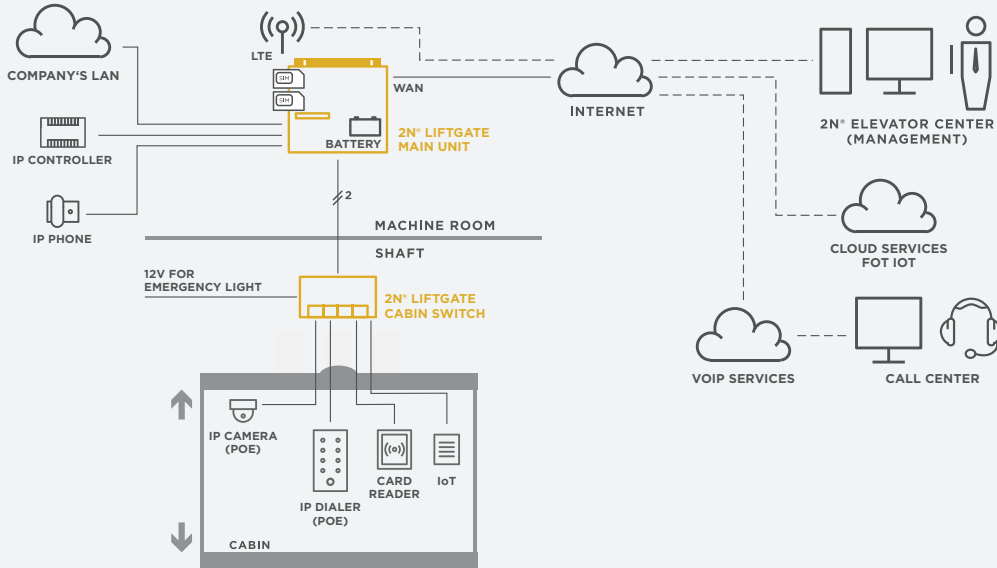 LTE
COMPANY'S LAN
SIM
SIM
WAN
INTERNET
BATTERY
2N® LIFTGATE
MAIN UNIT
2N® ELEVATOR CENTER
(MANAGEMENT)
IP CONTROLLER
IP PHONE
2
MACHINE ROOM
SHAFT
CLOUD SERVICES
FOT IOT
12V FOR
EMERGENCY LIGHT
2N® LIFTGATE
CABIN SWITCH
VOIP SERVICES
CALL CENTER
IP CAMERA
(POE)
IP DIALER
(POE)
CARD
READER
IoT
CABIN